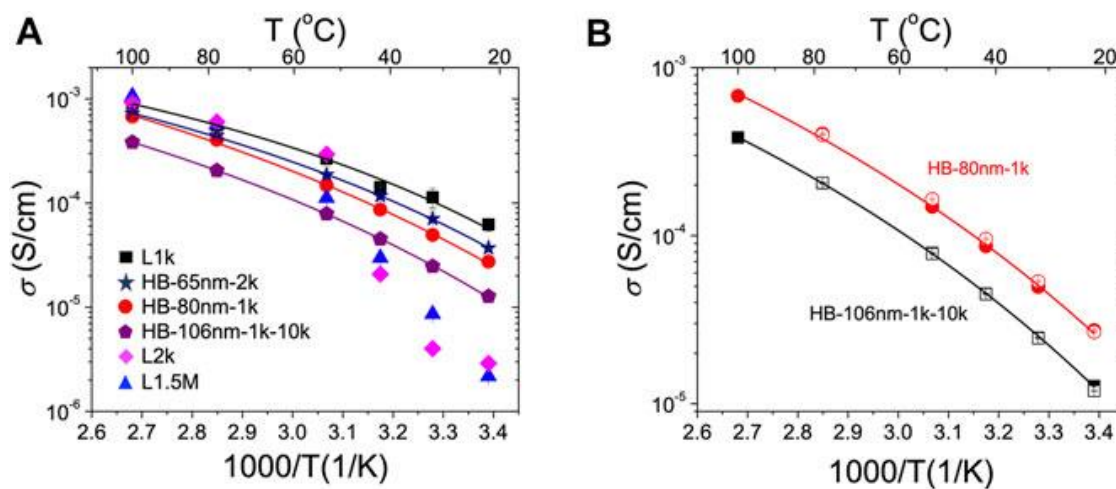 A
T (°C)
100 80 60 40 20
10⁻³
10⁻⁴
10⁻⁵
10⁻⁶
σ (S/cm)
L1k
HB-65nm-2k
HB-80nm-1k
HB-106nm-1k-10k
L2k
L1.5M
2.6 2.7 2.8 2.9 3.0 3.1 3.2 3.3 3.4
1000/T(1/K)
B
T (°C)
100 80 60 40 20
10⁻³
10⁻⁴
10⁻⁵
σ (S/cm)
HB-80nm-1k
HB-106nm-1k-10k
2.6 2.7 2.8 2.9 3.0 3.1 3.2 3.3 3.4
1000/T(1/K)